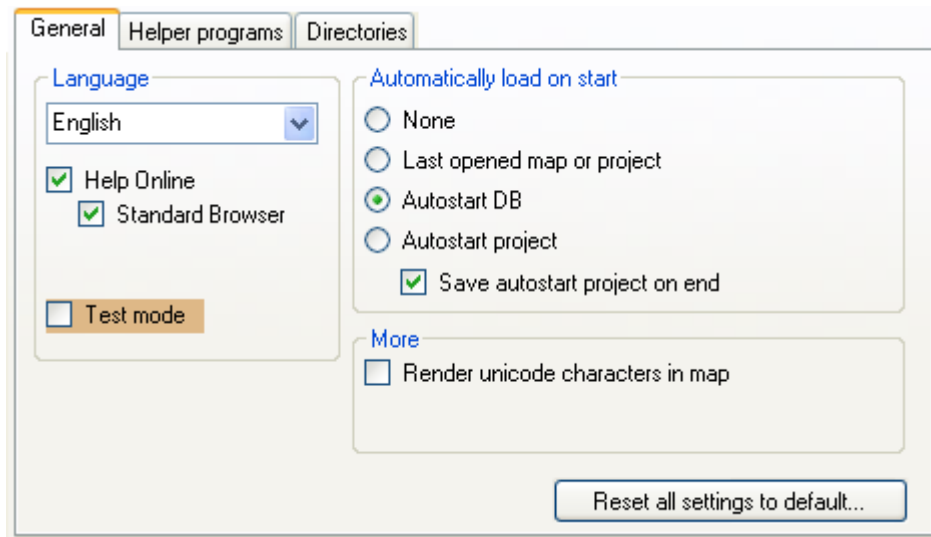 General Helper programs Directories
Language
English
Help Online
Standard Browser
Test mode
Automatically load on start
None
Last opened map or project
Autostart DB
Autostart project
Save autostart project on end
More
Render unicode characters in map
Reset all settings to default...